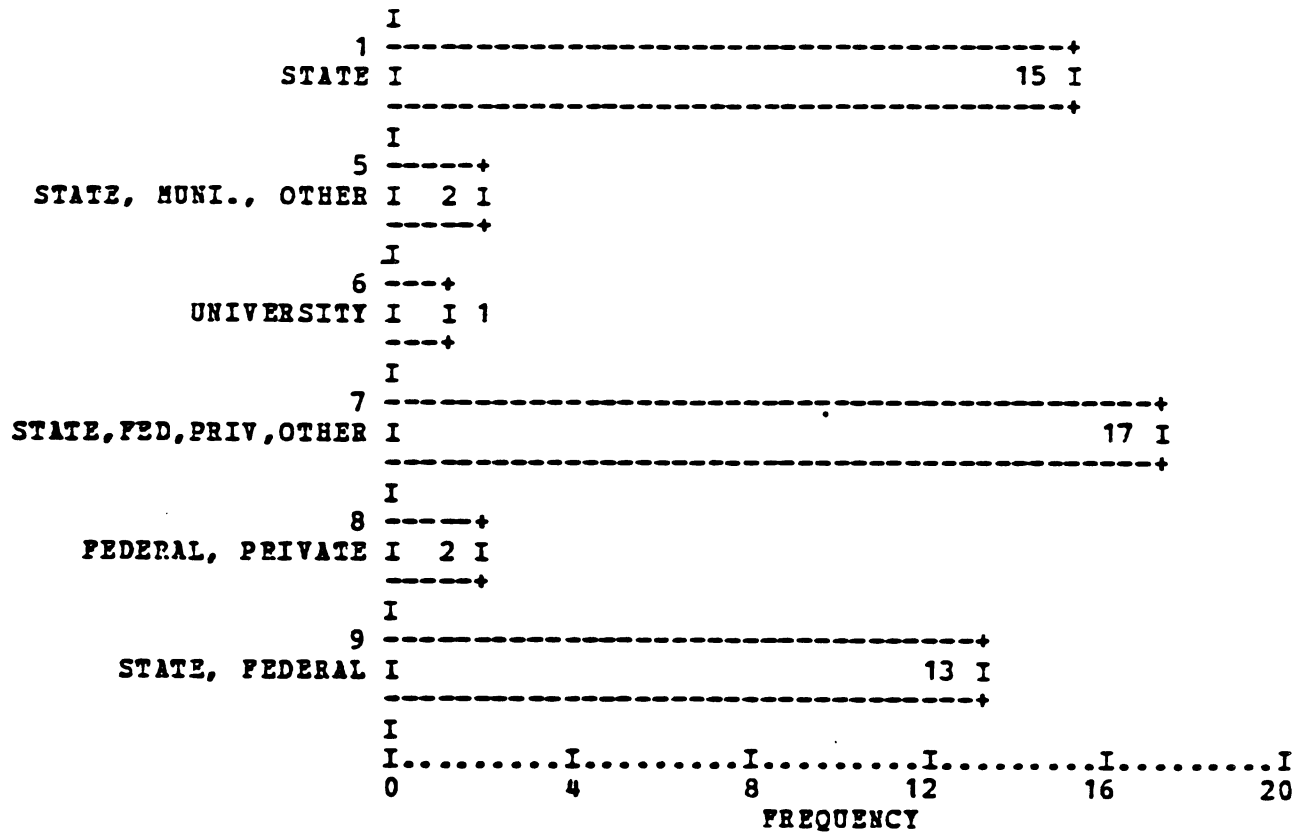 I
1 -----------------------------------------------+
STATE I 15 I
-----------------------------------------------+
I
5 ------+
STATE, MUNI., OTHER I 2 I
------+
I
6 ----+
UNIVERSITY I I 1
----+
I
7 -----------------------------------------------------+
STATE,FED,PRIV,OTHER I 17 I
-----------------------------------------------------+
I
8 ------+
FEDERAL, PRIVATE I 2 I
------+
I
9 -----------------------------------------+
STATE, FEDERAL I 13 I
-----------------------------------------+
I
I...........I...........I...........I...........I...........I
0 4 8 12 16 20
FREQUENCY